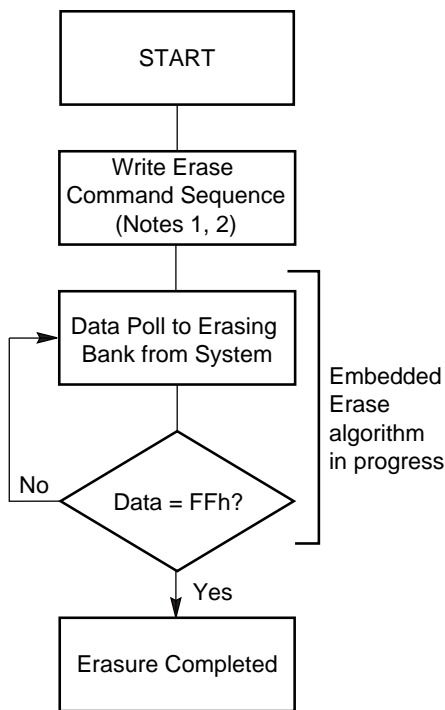 START
Write Erase
Command Sequence
(Notes 1, 2)
Data Poll to Erasing
Bank from System
Embedded
Erase
algorithm
in progress
No
Data = FFh?
Yes
Erasure Completed